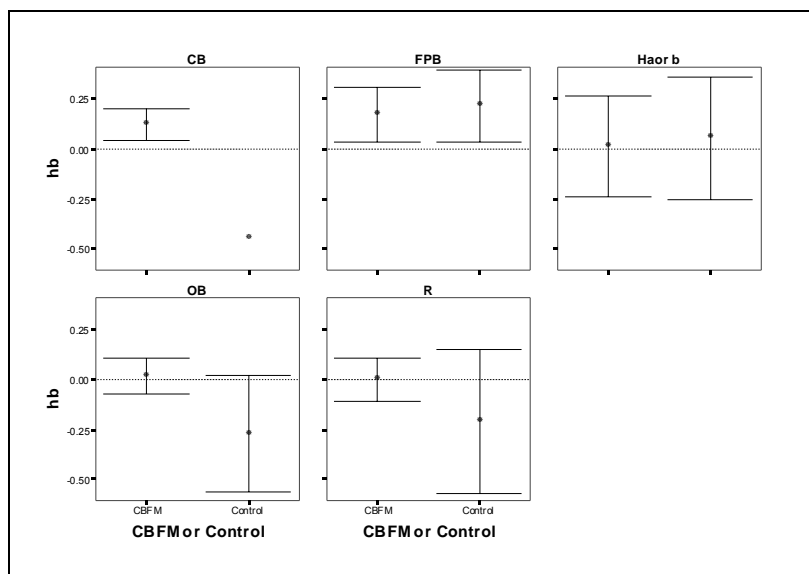 CB FPB Haor b
0.25
0.00
-0.25
-0.50
hb
OB R
0.25
0.00
-0.25
-0.50
hb
CBFM Control CBFM Control
CBFM or Control CBFM or Control